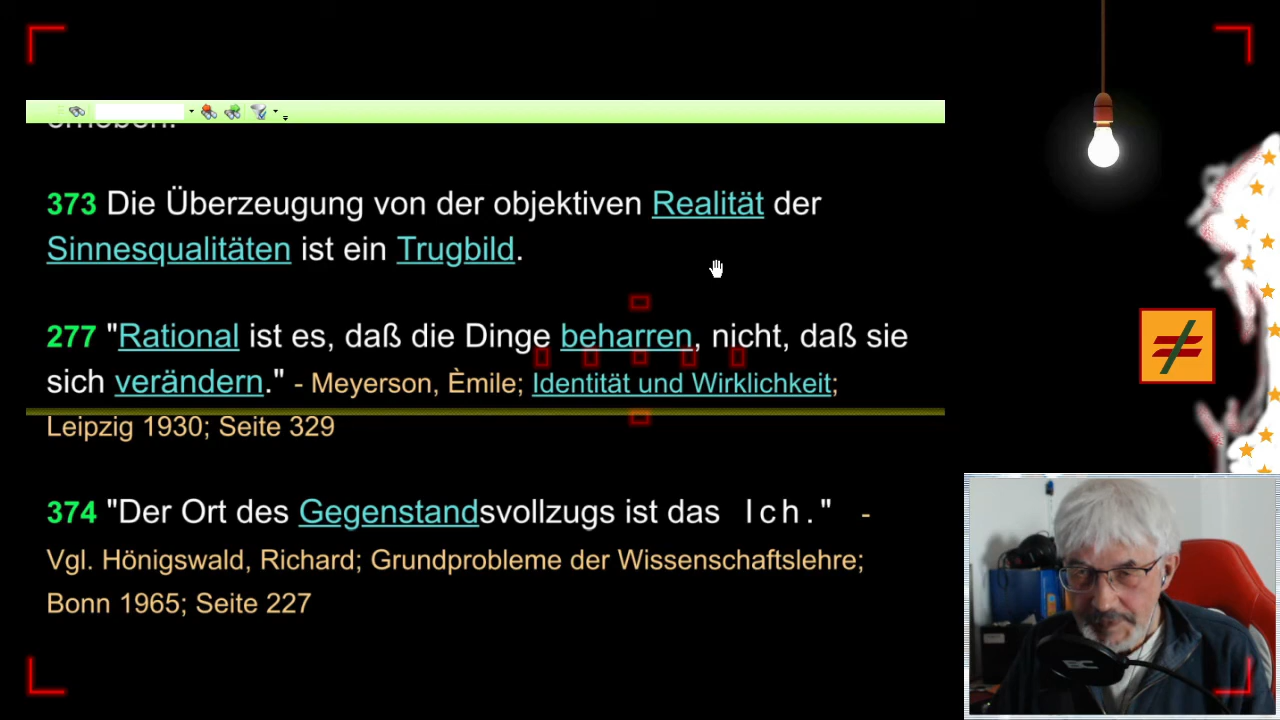 erheben.
373 Die Überzeugung von der objektiven Realität der
Sinnesqualitäten ist ein Trugbild.
277 "Rational ist es, daß die Dinge beharren, nicht, daß sie
sich verändern." - Meyerson, Èmile; Identität und Wirklichkeit;
Leipzig 1930; Seite 329
374 "Der Ort des Gegenstandsvollzugs ist das Ich." -
Vgl. Hönigswald, Richard; Grundprobleme der Wissenschaftslehre;
Bonn 1965; Seite 227